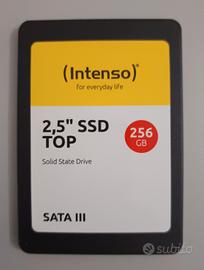 (intenso)
for everyday life
2,5" SSD
TOP
256
GB
Solid State Drive
SATA III
subito